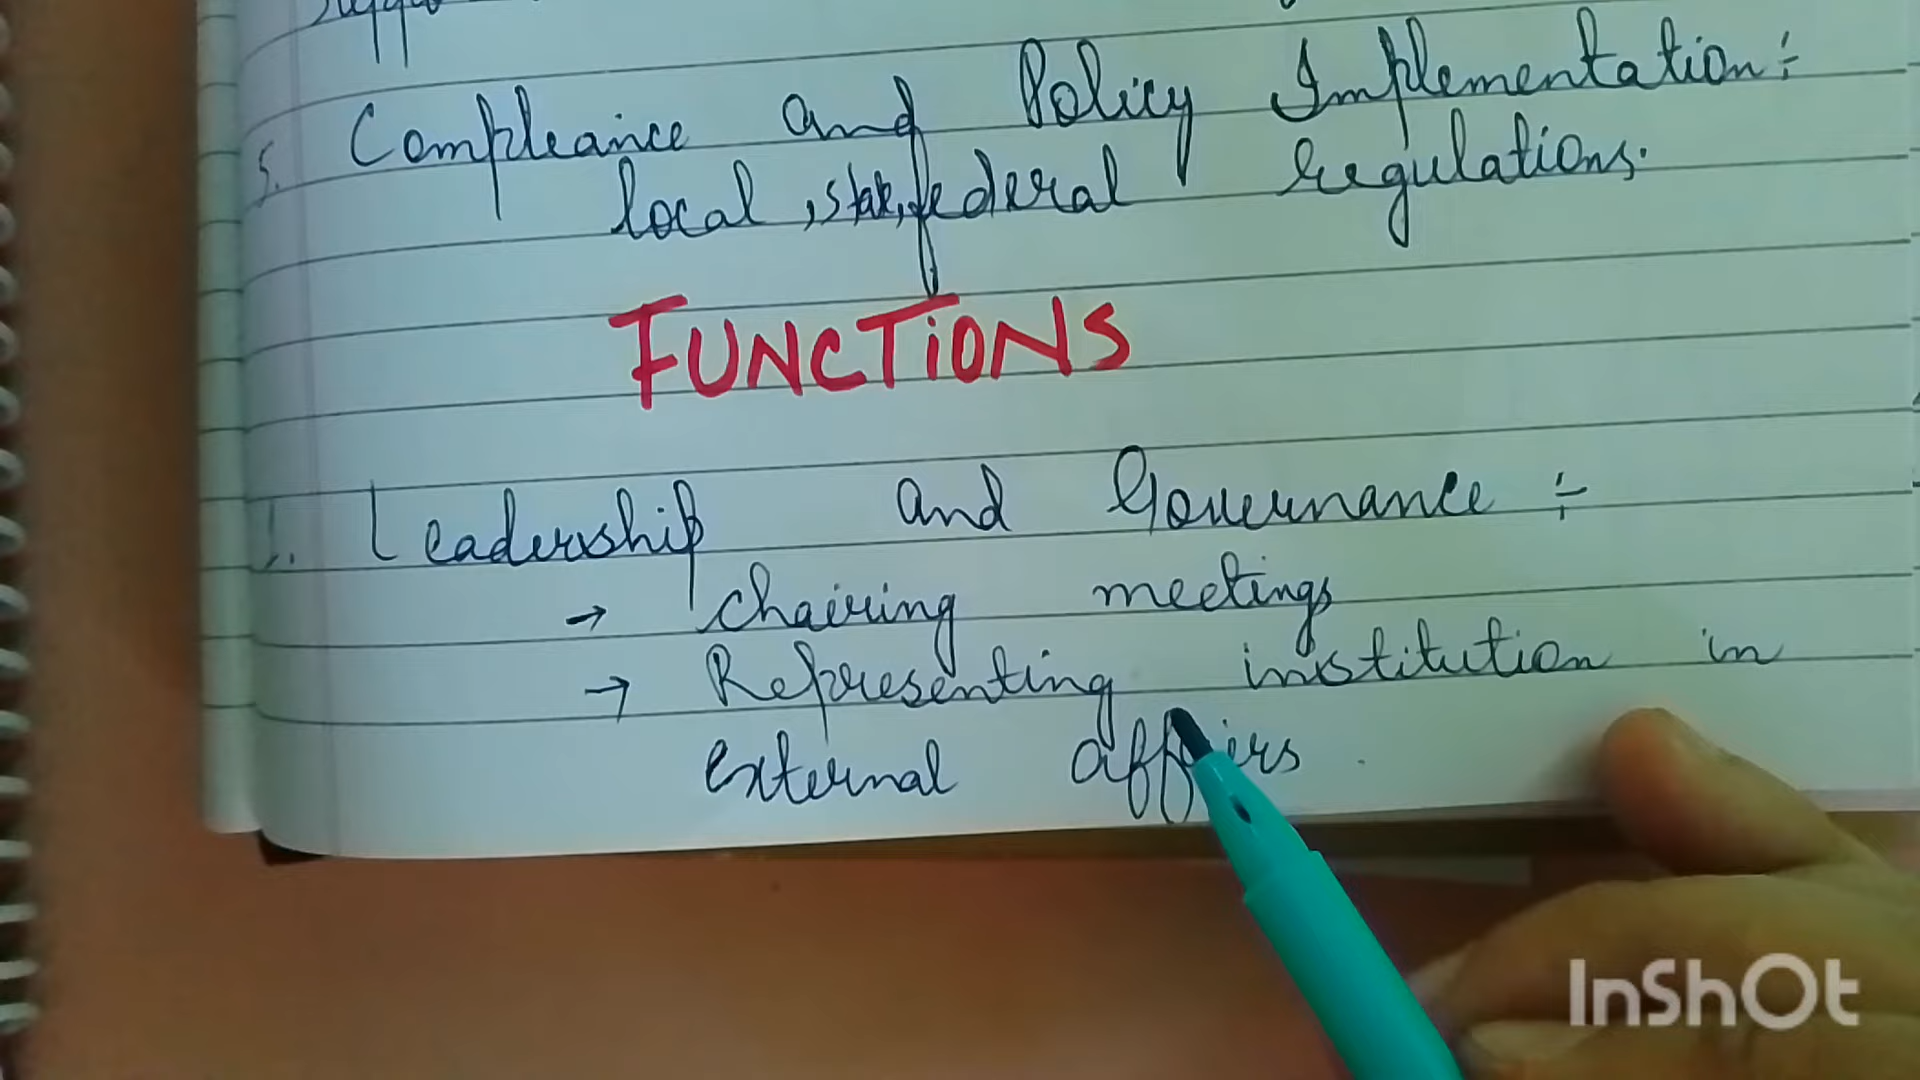 5. Compleaince and Policy Implementation:-
local, state, federal regulations.
FUNCTIONS
1. Leadership and Governance :-
→ Chairing meetings
→ Representing institution in
external affairs.
InShOt